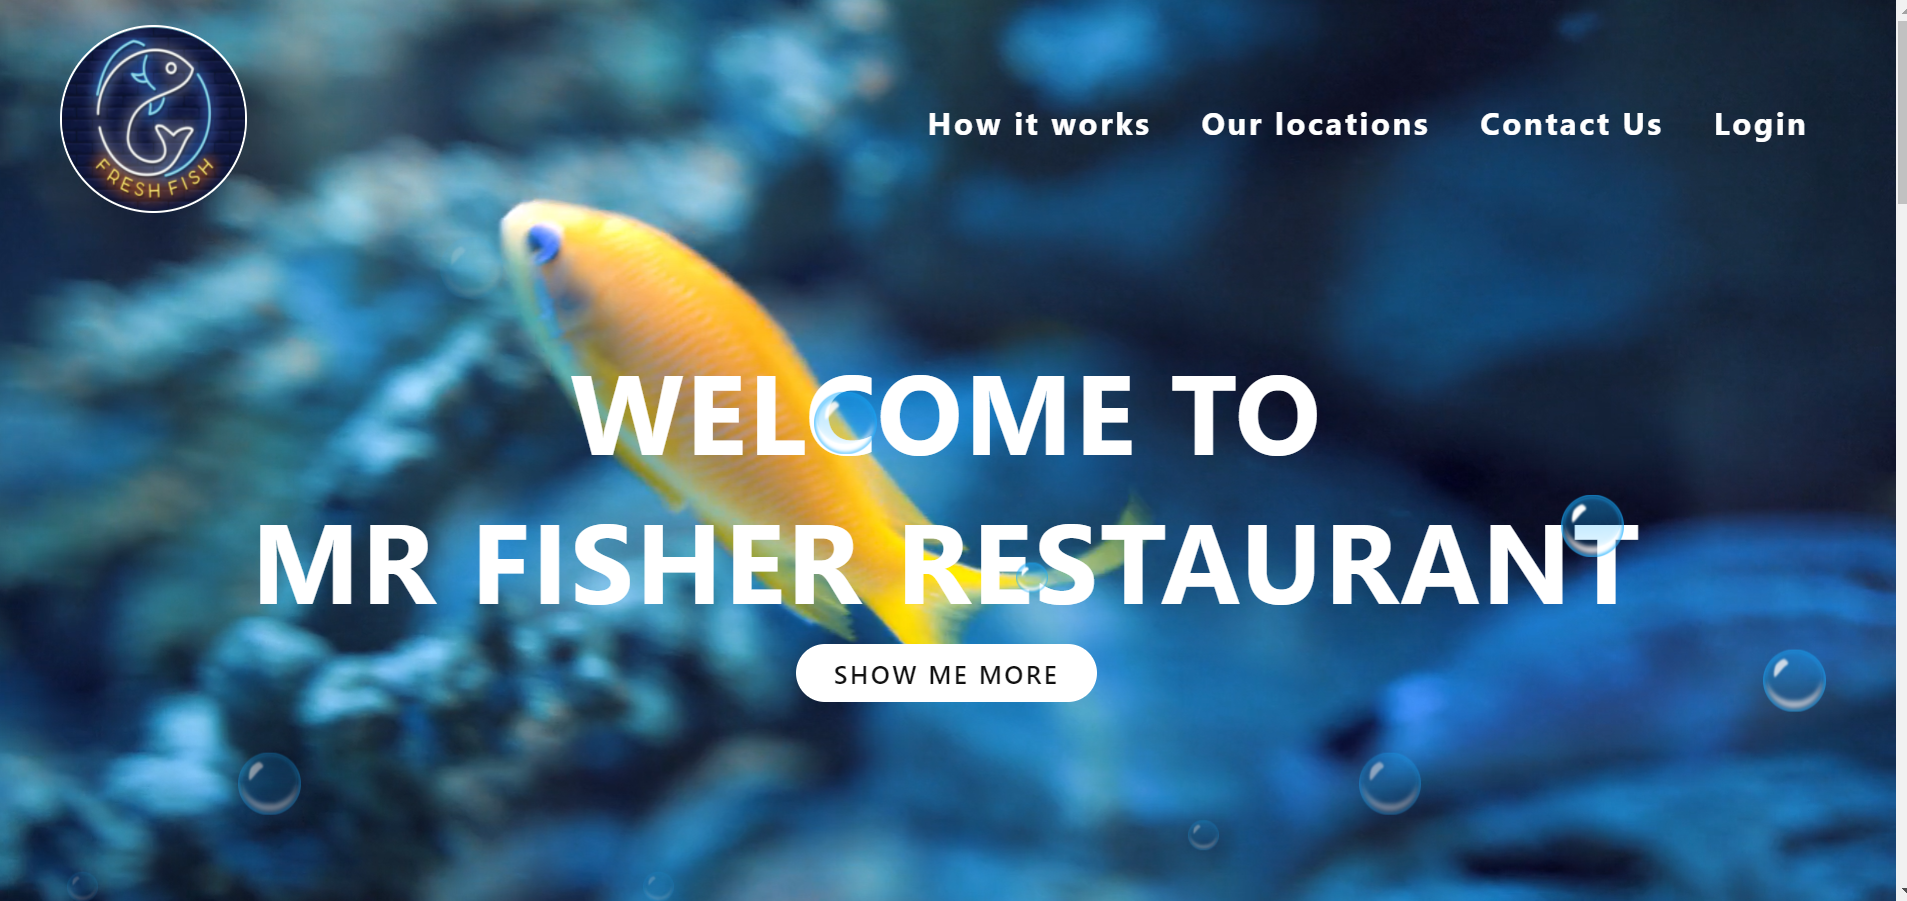 FRESH FISH
How it works Our locations Contact Us Login
WELCOME TO
MR FISHER RESTAURANT
SHOW ME MORE